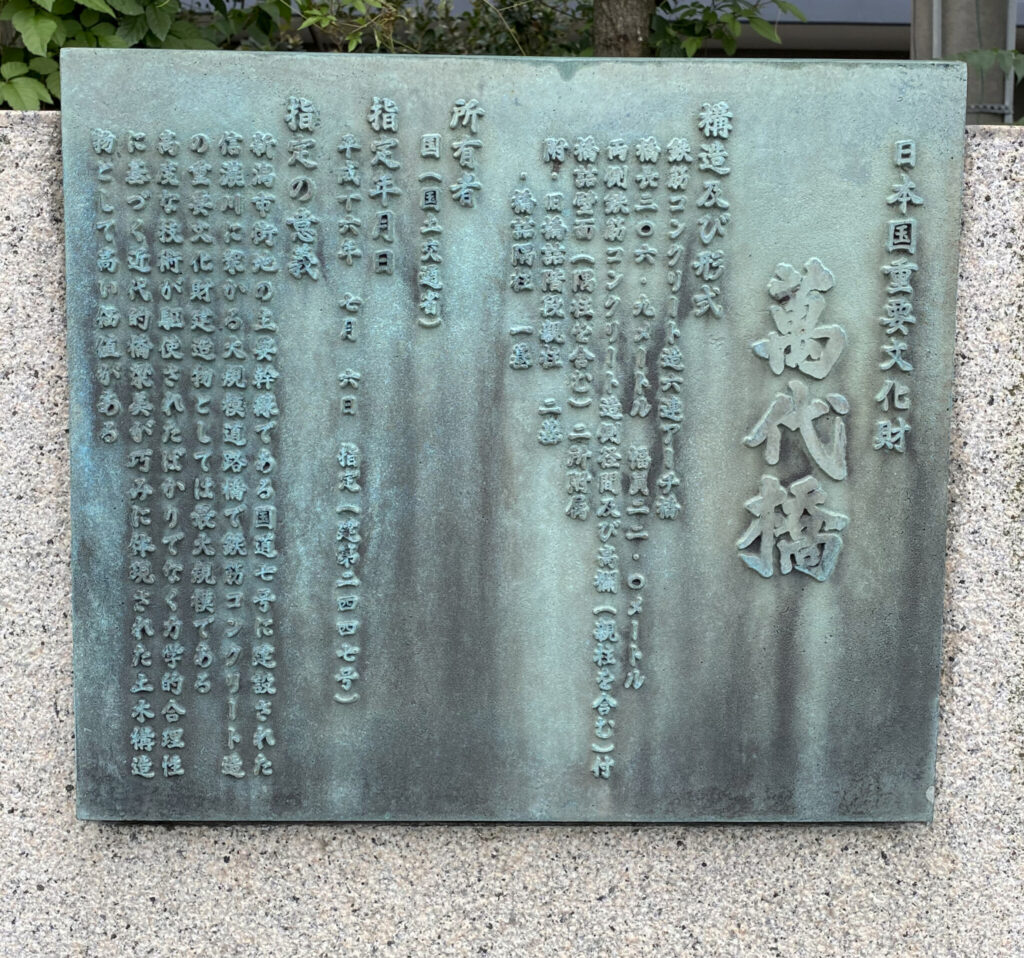 日本国重要文化財
萬代橋
構造及び形式
鉄筋コンクリート造六連アーチ橋
橋長三〇六・九メートル 幅員二二・〇メートル
両側鉄筋コンクリート造側径間及び高欄（親柱を含む）付
橋詰壁面（隅柱を含む）二所附属
附・旧橋詰階段親柱 二基
・橋詰隅柱 一基
所有者
国（国土交通省）
指定年月日
平成十六年 七月 六日 指定（建第二四四七号）
指定の意義
新潟市街地の主要幹線である国道七号に建設された
信濃川に架かる大規模道路橋で鉄筋コンクリート造
の重要文化財建造物としては最大規模である
高度な技術が駆使されたばかりでなく力学的合理性
に基づく近代的橋梁美が巧みに体現された土木構造
物として高い価値がある